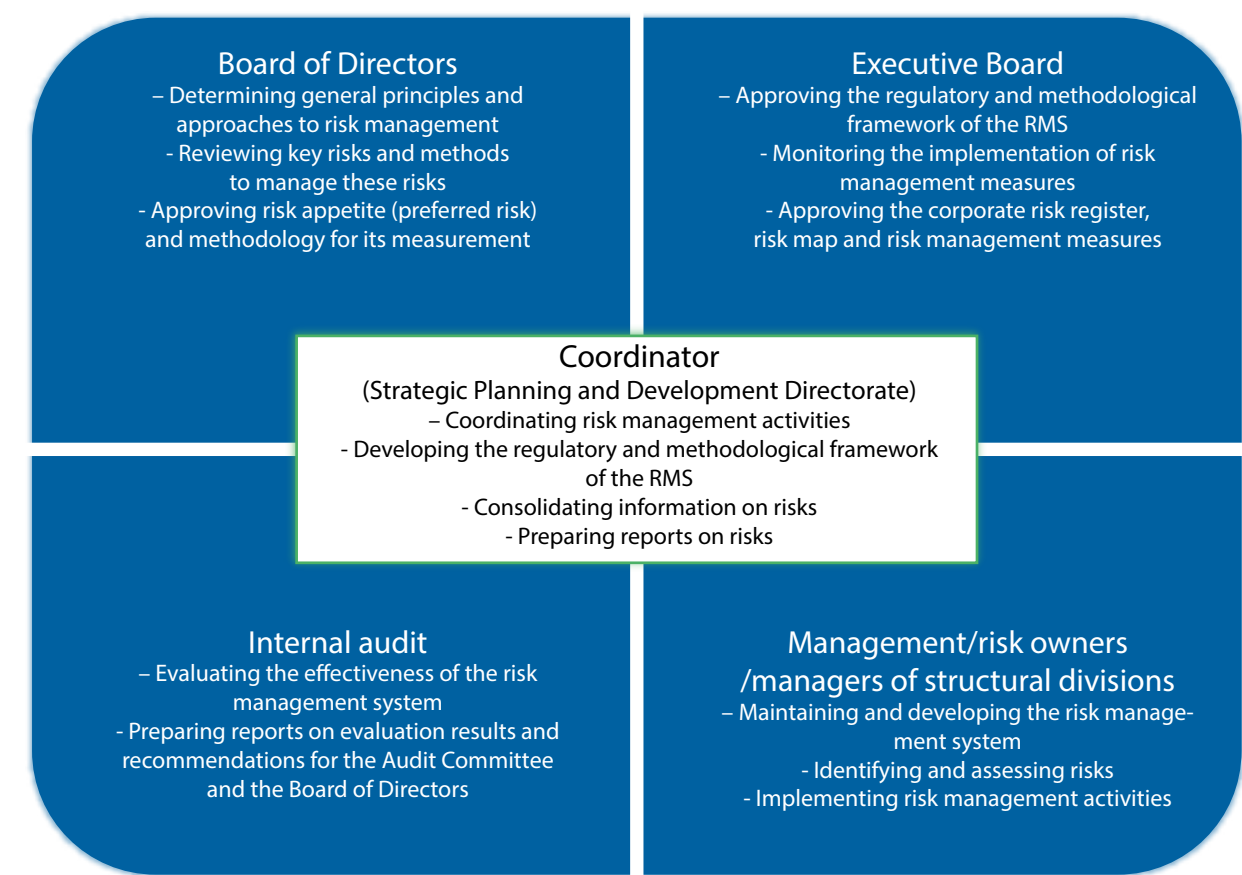 Board of Directors
– Determining general principles and
approaches to risk management
- Reviewing key risks and methods
to manage these risks
- Approving risk appetite (preferred risk)
and methodology for its measurement
Executive Board
– Approving the regulatory and methodological
framework of the RMS
- Monitoring the implementation of risk
management measures
- Approving the corporate risk register,
risk map and risk management measures
Coordinator
(Strategic Planning and Development Directorate)
– Coordinating risk management activities
- Developing the regulatory and methodological framework
of the RMS
- Consolidating information on risks
- Preparing reports on risks
Internal audit
– Evaluating the effectiveness of the risk
management system
- Preparing reports on evaluation results and
recommendations for the Audit Committee
and the Board of Directors
Management/risk owners
/managers of structural divisions
– Maintaining and developing the risk manage-
ment system
- Identifying and assessing risks
- Implementing risk management activities